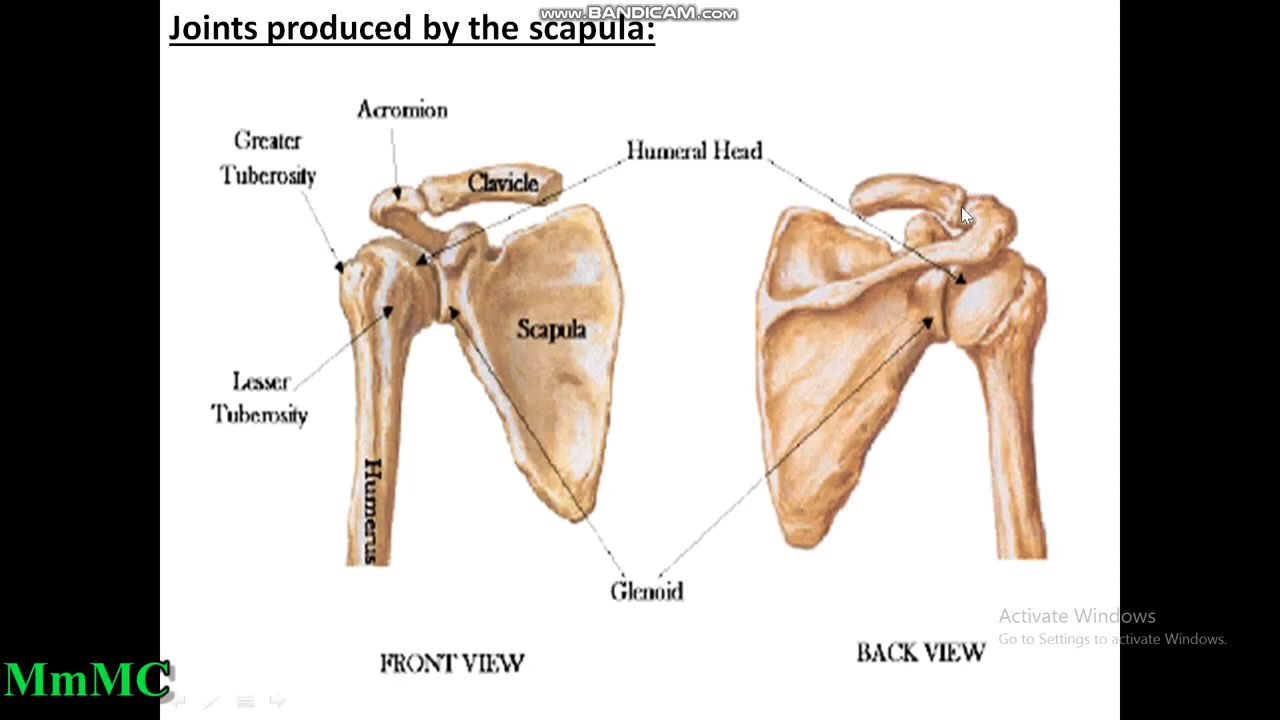 www.BANDICAM.com
Joints produced by the scapula:
Acromion
Greater
Tuberosity
Humeral Head
Clavicle
Scapula
Lesser
Tuberosity
Humerus
Glenoid
Activate Windows
Go to Settings to activate Windows.
FRONT VIEW
BACK VIEW
MmMC